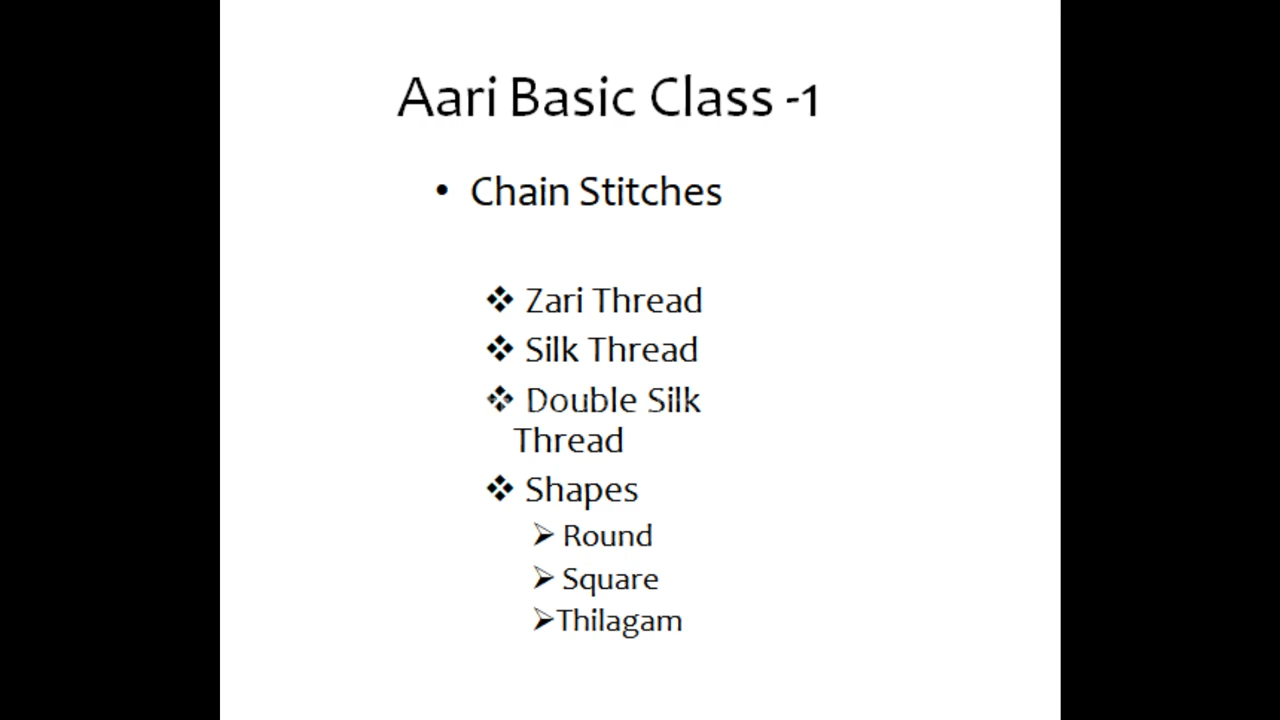 Aari Basic Class -1
• Chain Stitches
❖ Zari Thread
❖ Silk Thread
❖ Double Silk
Thread
❖ Shapes
➢ Round
➢ Square
➢Thilagam